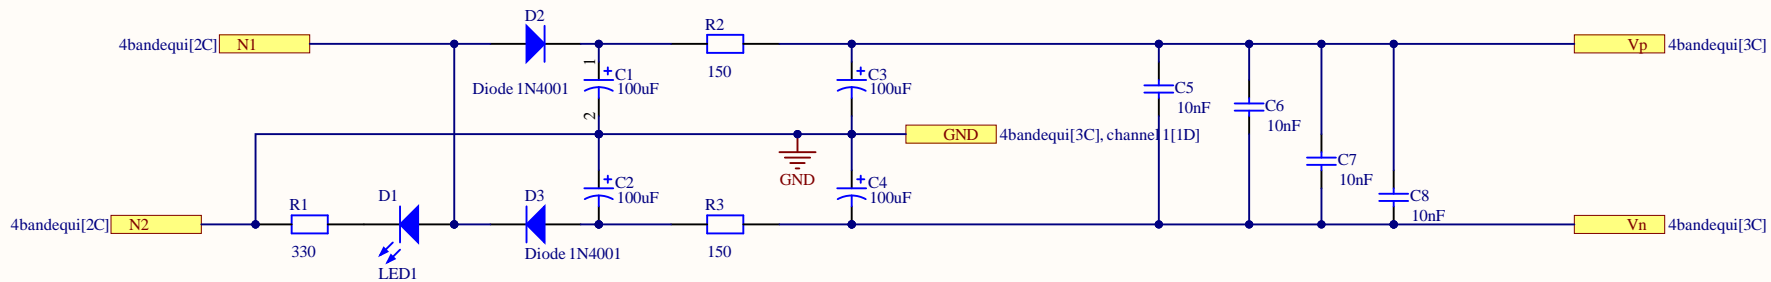 D2
R2
4bandequi[2C] N1
Vp 4bandequi[3C]
150
1
C1
C3
Diode 1N4001
100uF
100uF
C5
10nF
C6
10nF
2
GND 4bandequi[3C], channel1[1D]
C7
10nF
GND
C2
100uF
C4
100uF
C8
10nF
D1
D3
R1
R3
4bandequi[2C] N2
Vn 4bandequi[3C]
330
Diode 1N4001
150
LED1